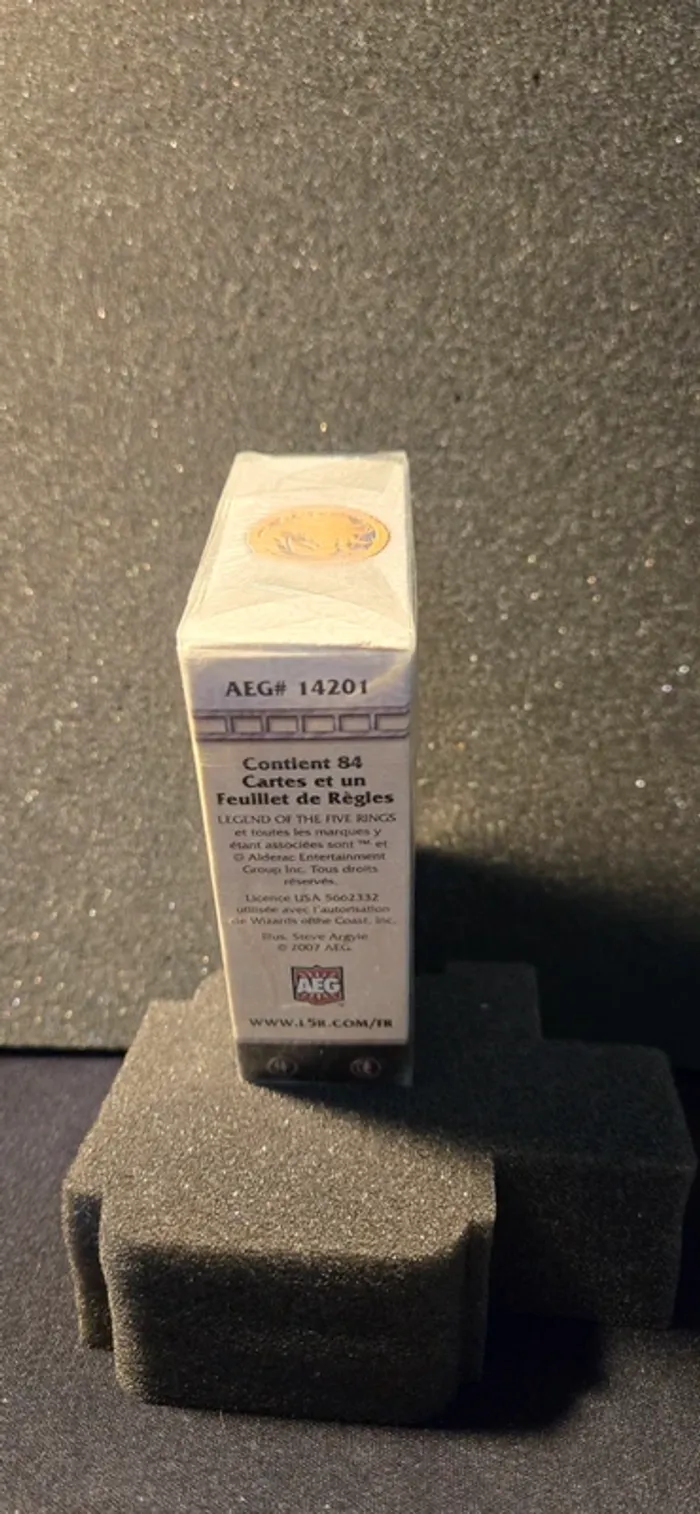 AEG# 14201
Contient 84
Cartes et un
Feuillet de Règles
LEGEND OF THE FIVE RINGS
et toutes les marques y
étant associées sont ™ et
© Alderac Entertainment
Group Inc. Tous droits
réservés.
Licence USA 5662332
utilisée avec l'autorisation
de Wizards ofthe Coast, Inc.
Illus. Steve Argyle
© 2007 AEG.
AEG
WWW.L5R.COM/FR